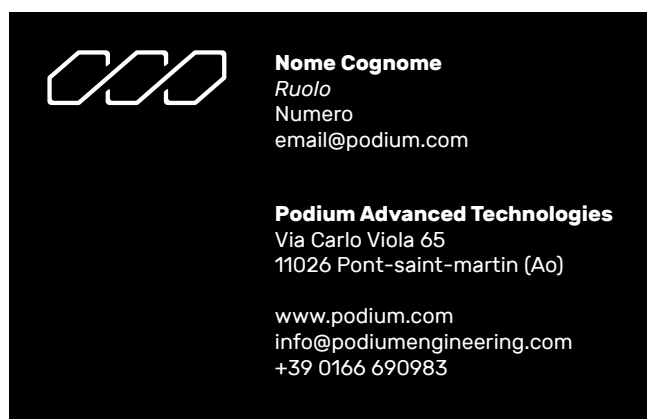 Nome Cognome
Ruolo
Numero
email@podium.com
Podium Advanced Technologies
Via Carlo Viola 65
11026 Pont-saint-martin (Ao)
www.podium.com
info@podiumengineering.com
+39 0166 690983